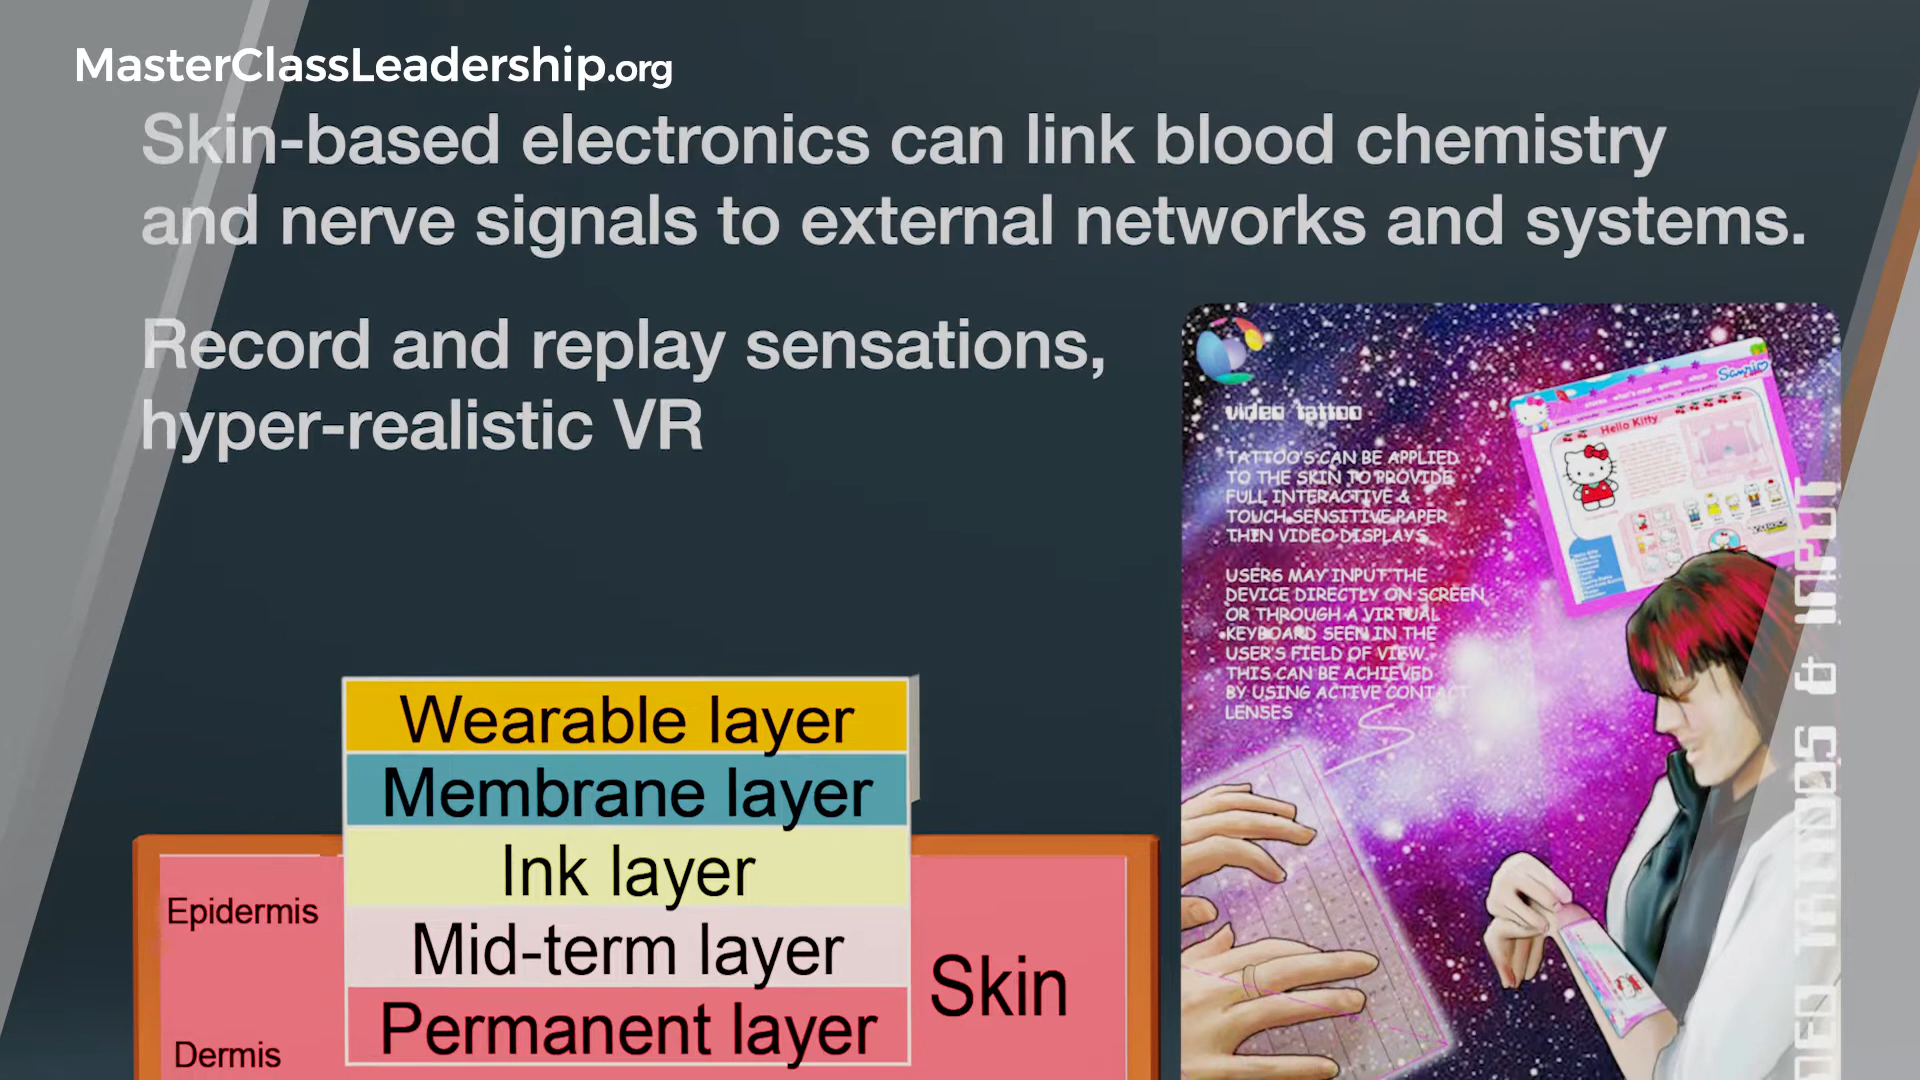 MasterClassLeadership.org
Skin-based electronics can link blood chemistry
and nerve signals to external networks and systems.
Record and replay sensations,
hyper-realistic VR
Wearable layer
Membrane layer
Ink layer
Mid-term layer
Permanent layer
Epidermis
Dermis
Skin
video tattoo
TATTOO'S CAN BE APPLIED
TO THE SKIN TO PROVIDE
FULL INTERACTIVE &
TOUCH SENSITIVE PAPER
THIN VIDEO DISPLAYS
USERS MAY INPUT THE
DEVICE DIRECTLY ON SCREEN
OR THROUGH A VIRTUAL
KEYBOARD SEEN IN THE
USER'S FIELD OF VIEW.
THIS CAN BE ACHIEVED
BY USING ACTIVE CONTACT
LENSES
Sanrio
Hello Kitty
TATTOOS & INPUT